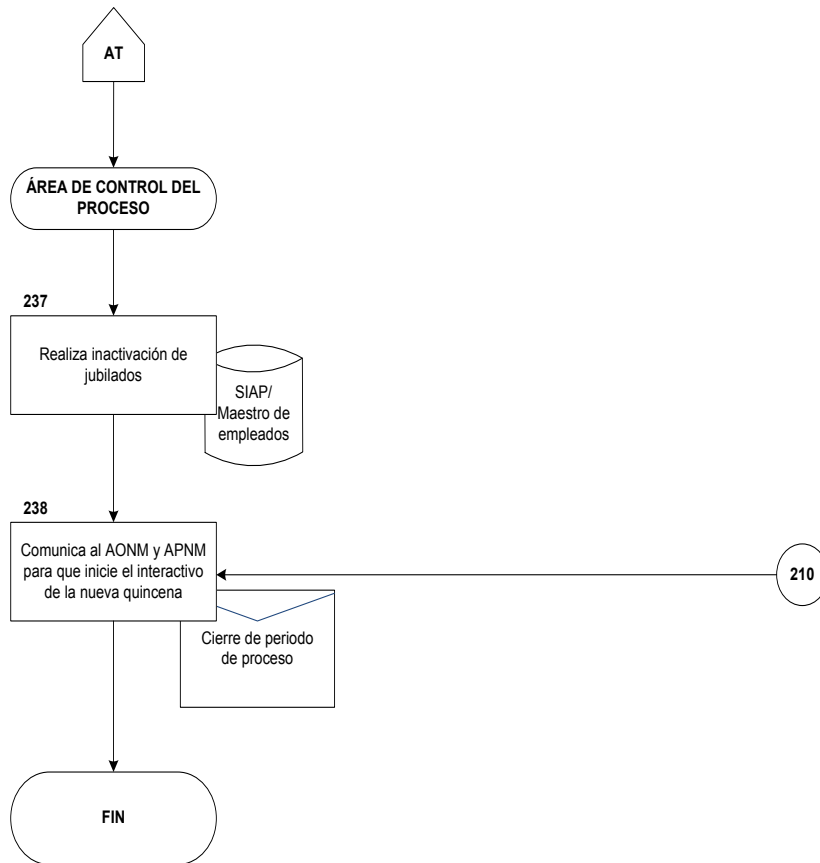 AT
ÁREA DE CONTROL DEL
PROCESO
237
Realiza inactivación de
jubilados
SIAP/
Maestro de
empleados
238
Comunica al AONM y APNM
para que inicie el interactivo
de la nueva quincena
210
Cierre de periodo
de proceso
FIN